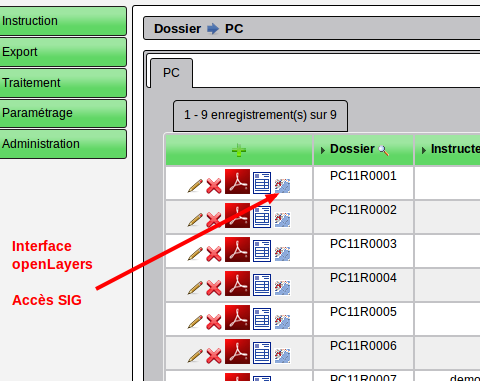 Instruction
Export
Traitement
Paramétrage
Administration
Dossier PC
PC
1 - 9 enregistrement(s) sur 9
Dossier Instructe
PC11R0001
PC11R0002
PC11R0003
PC11R0004
PC11R0005
PC11R0006
PC11R0007 demo
Interface
openLayers
Accès SIG